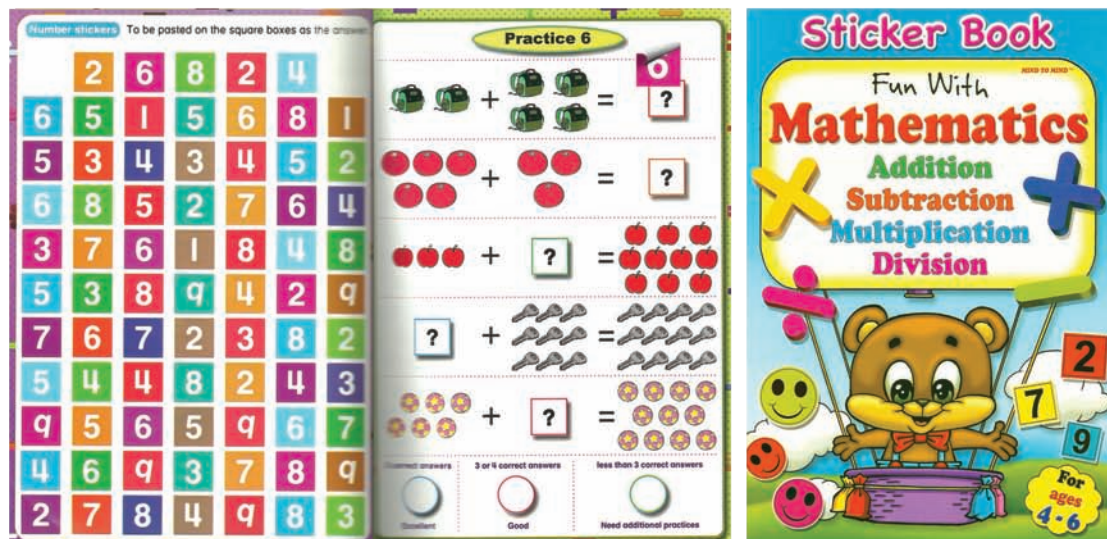 Number stickers To be pasted on the square boxes as the answer
2 6 8 2 4
6 5 1 5 6 8 1
5 3 4 3 4 5 2
6 8 5 2 7 6 4
3 7 6 1 8 4 8
5 3 8 9 4 2 9
7 6 7 2 3 8 2
5 4 4 8 2 4 3
9 5 6 5 9 6 7
4 6 9 3 7 8 9
2 7 8 4 9 8 3
Practice 6
6
+ = ?
+ = ?
+ ? =
? + =
+ ? =
correct answers
Excellent
3 or 4 correct answers
Good
less than 3 correct answers
Need additional practices
Sticker Book
MIND TO MIND™
Fun With
Mathematics
Addition
Subtraction
Multiplication
Division
2
7
9
For
ages
4 - 6